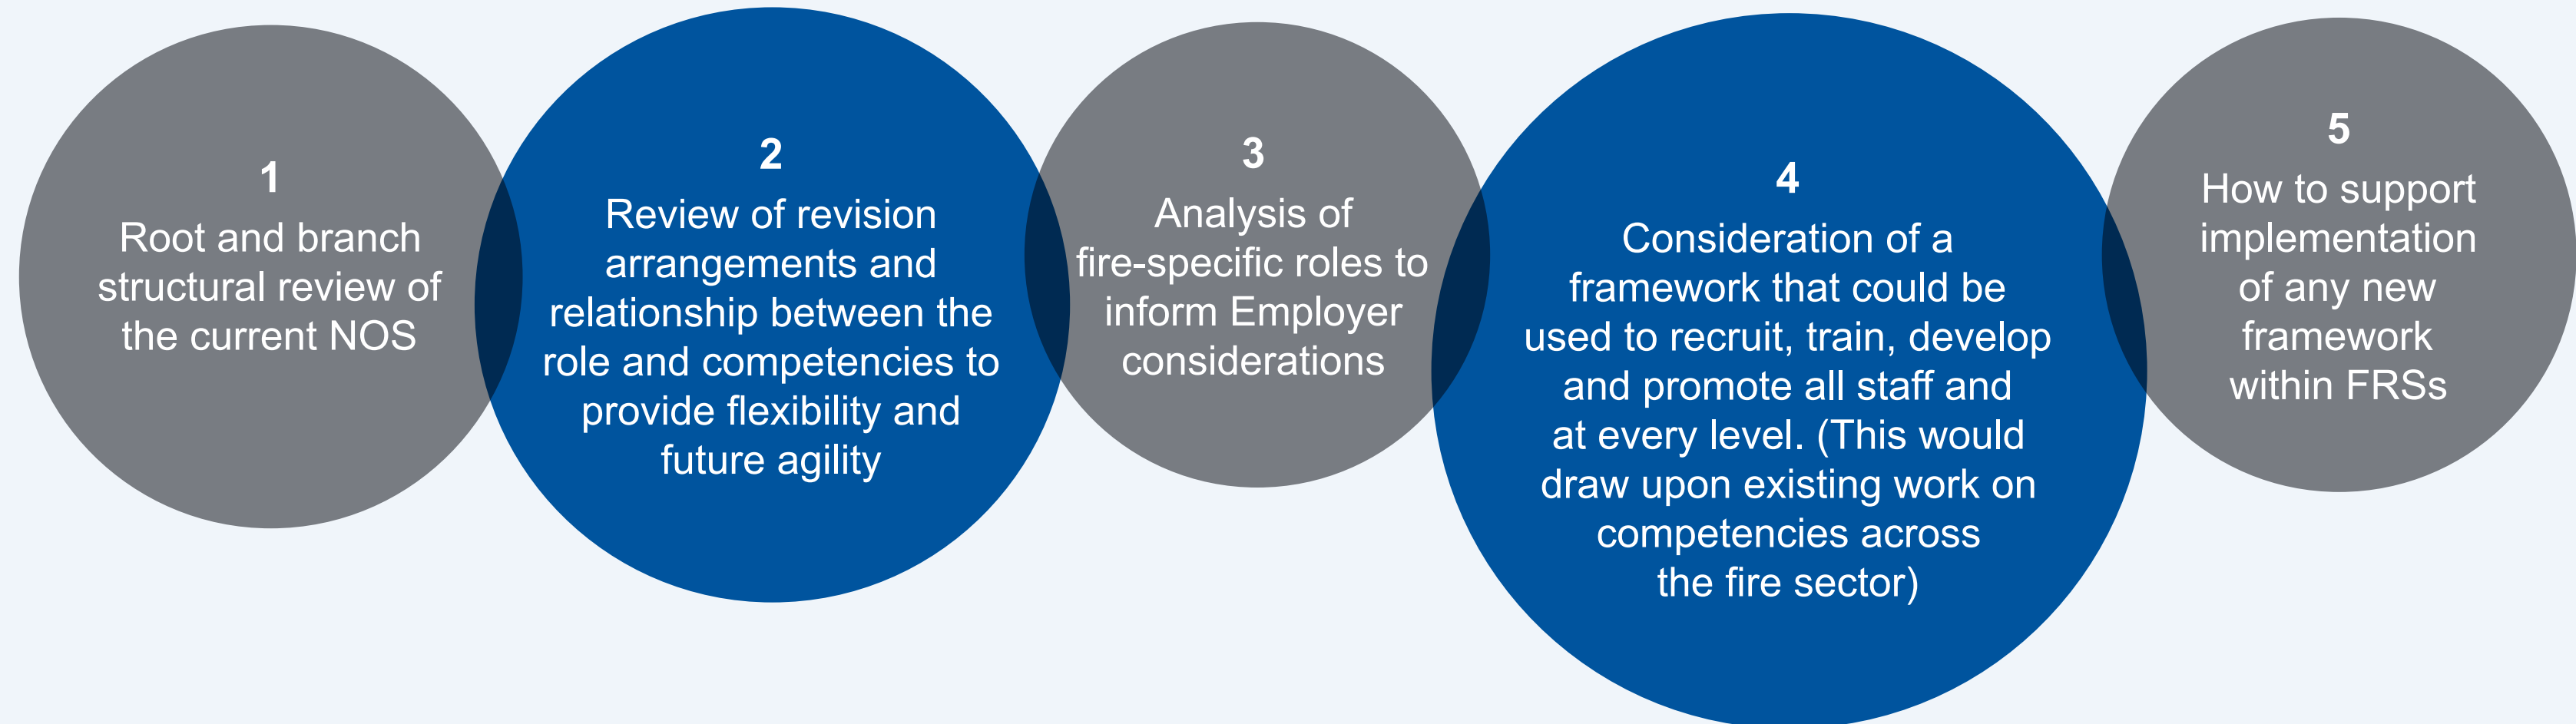 1
Root and branch
structural review of
the current NOS
2
Review of revision
arrangements and
relationship between the
role and competencies to
provide flexibility and
future agility
3
Analysis of
fire-specific roles to
inform Employer
considerations
4
Consideration of a
framework that could be
used to recruit, train, develop
and promote all staff and
at every level. (This would
draw upon existing work on
competencies across
the fire sector)
5
How to support
implementation
of any new
framework
within FRSs